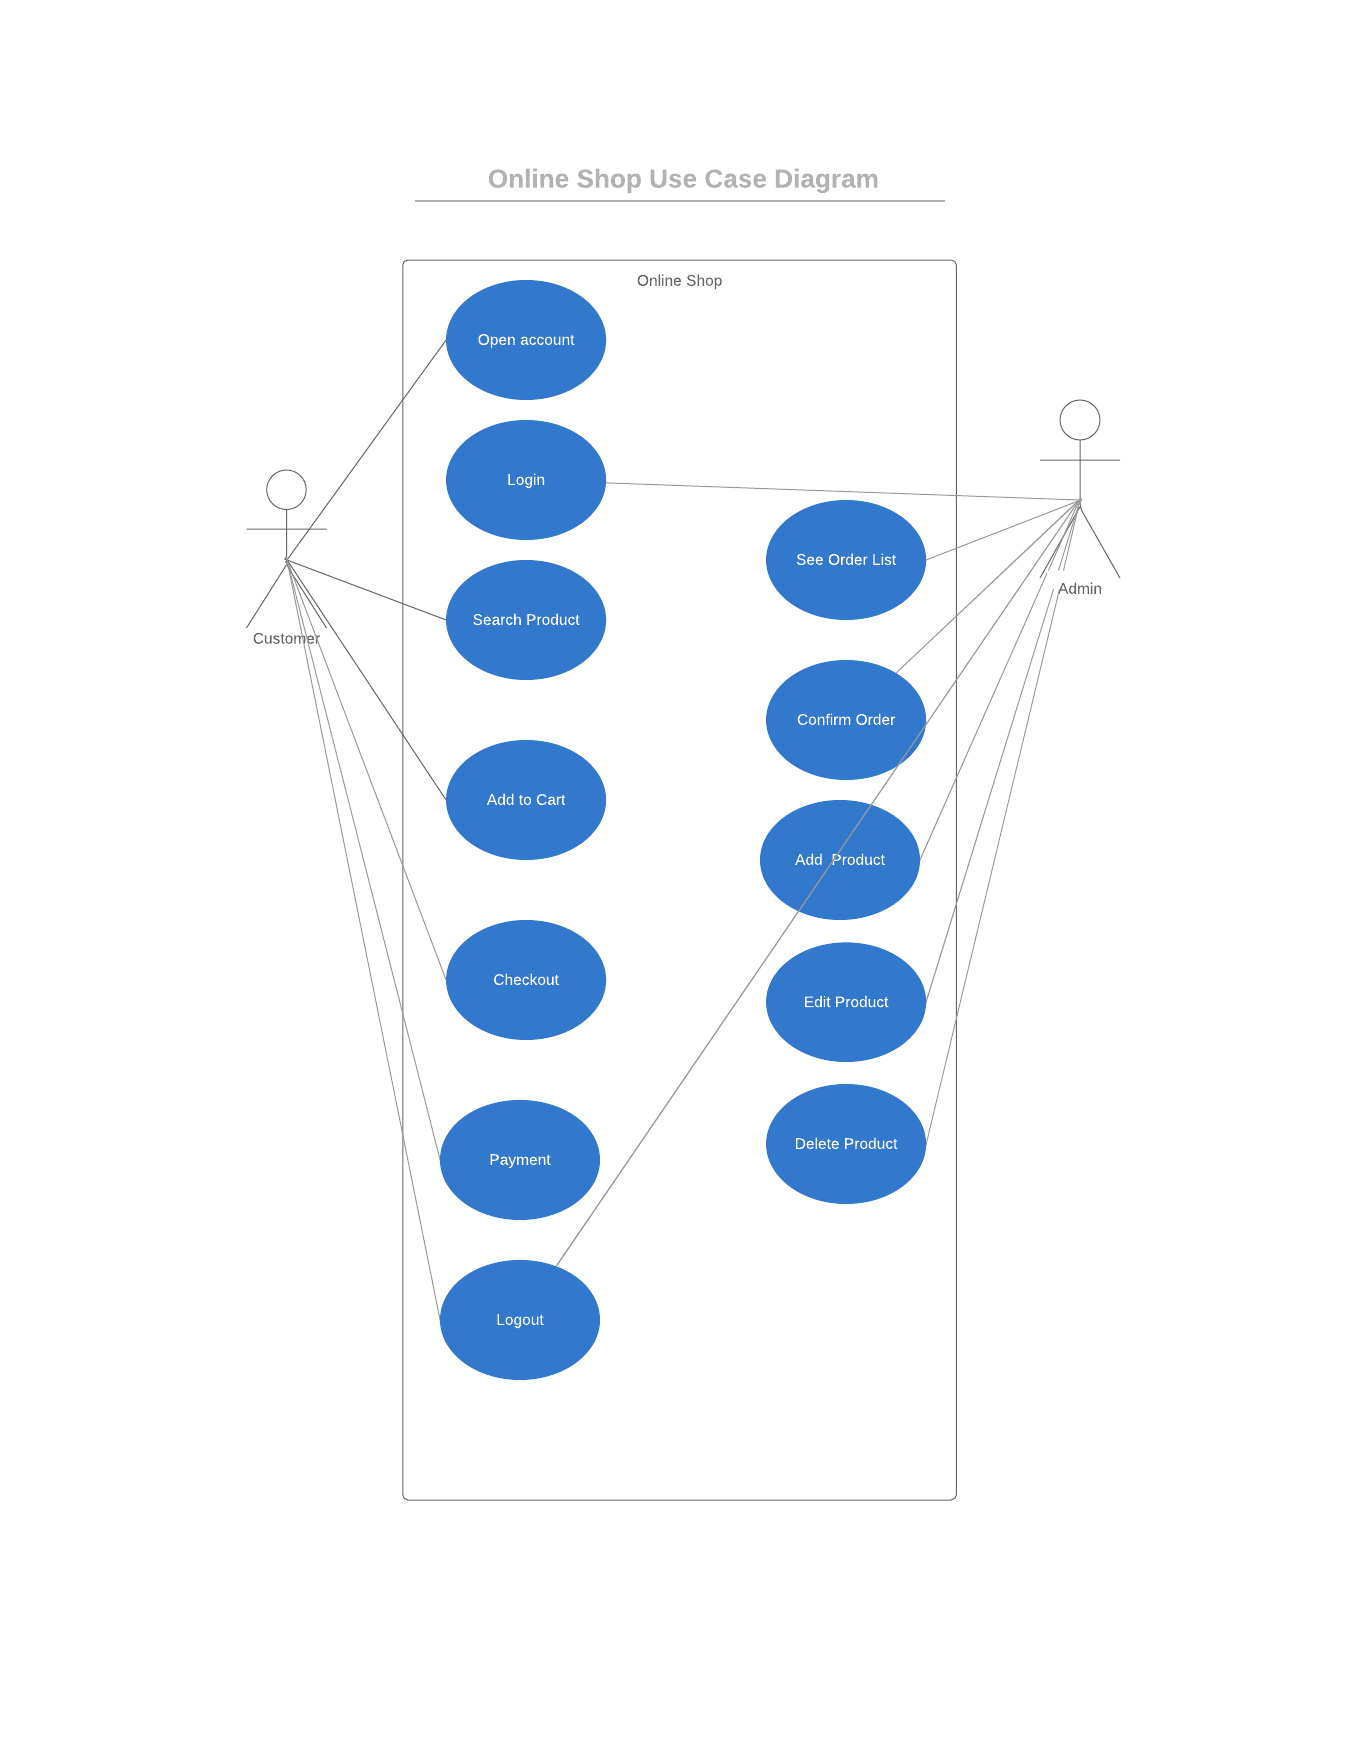 Online Shop Use Case Diagram
Online Shop
Open account
Login
See Order List
Admin
Search Product
Customer
Confirm Order
Add to Cart
Add  Product
Checkout
Edit Product
Delete Product
Payment
Logout